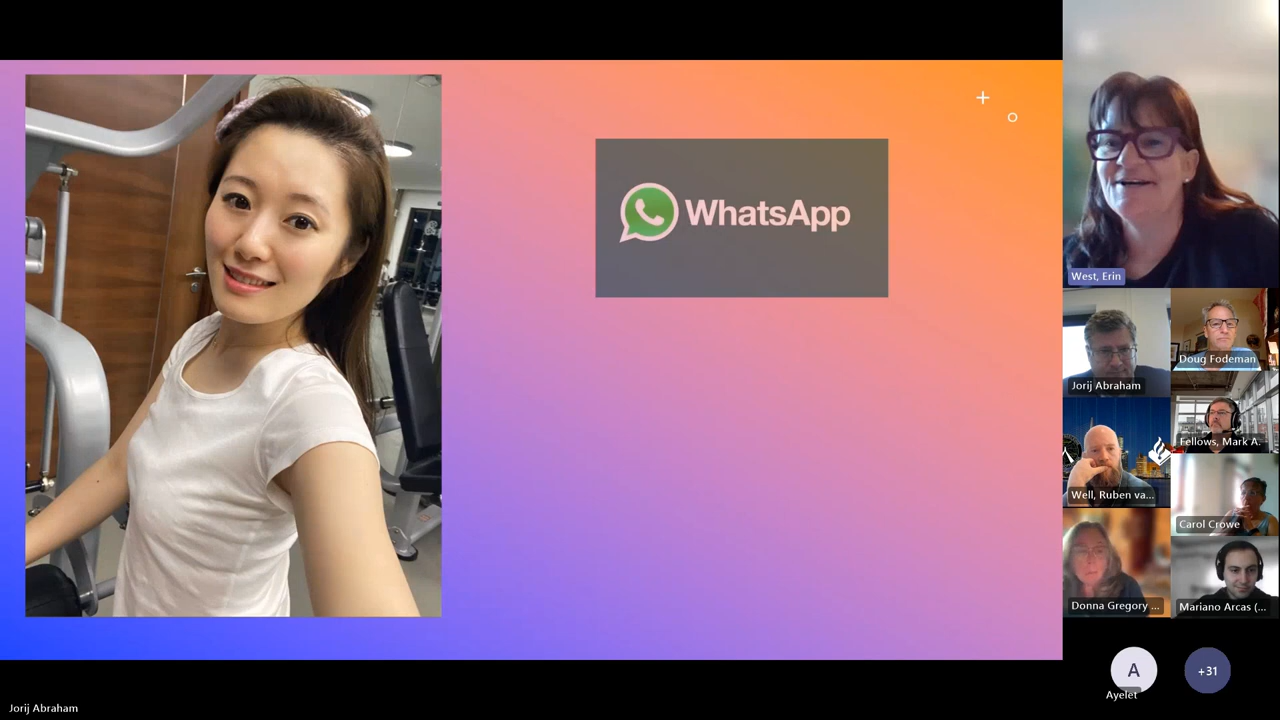 WhatsApp
West, Erin
Jorij Abraham
Doug Fodeman
Fellows, Mark A.
Well, Ruben va...
Carol Crowe
Donna Gregory ...
Mariano Arcas (...
A
Ayelet
+31
Jorij Abraham